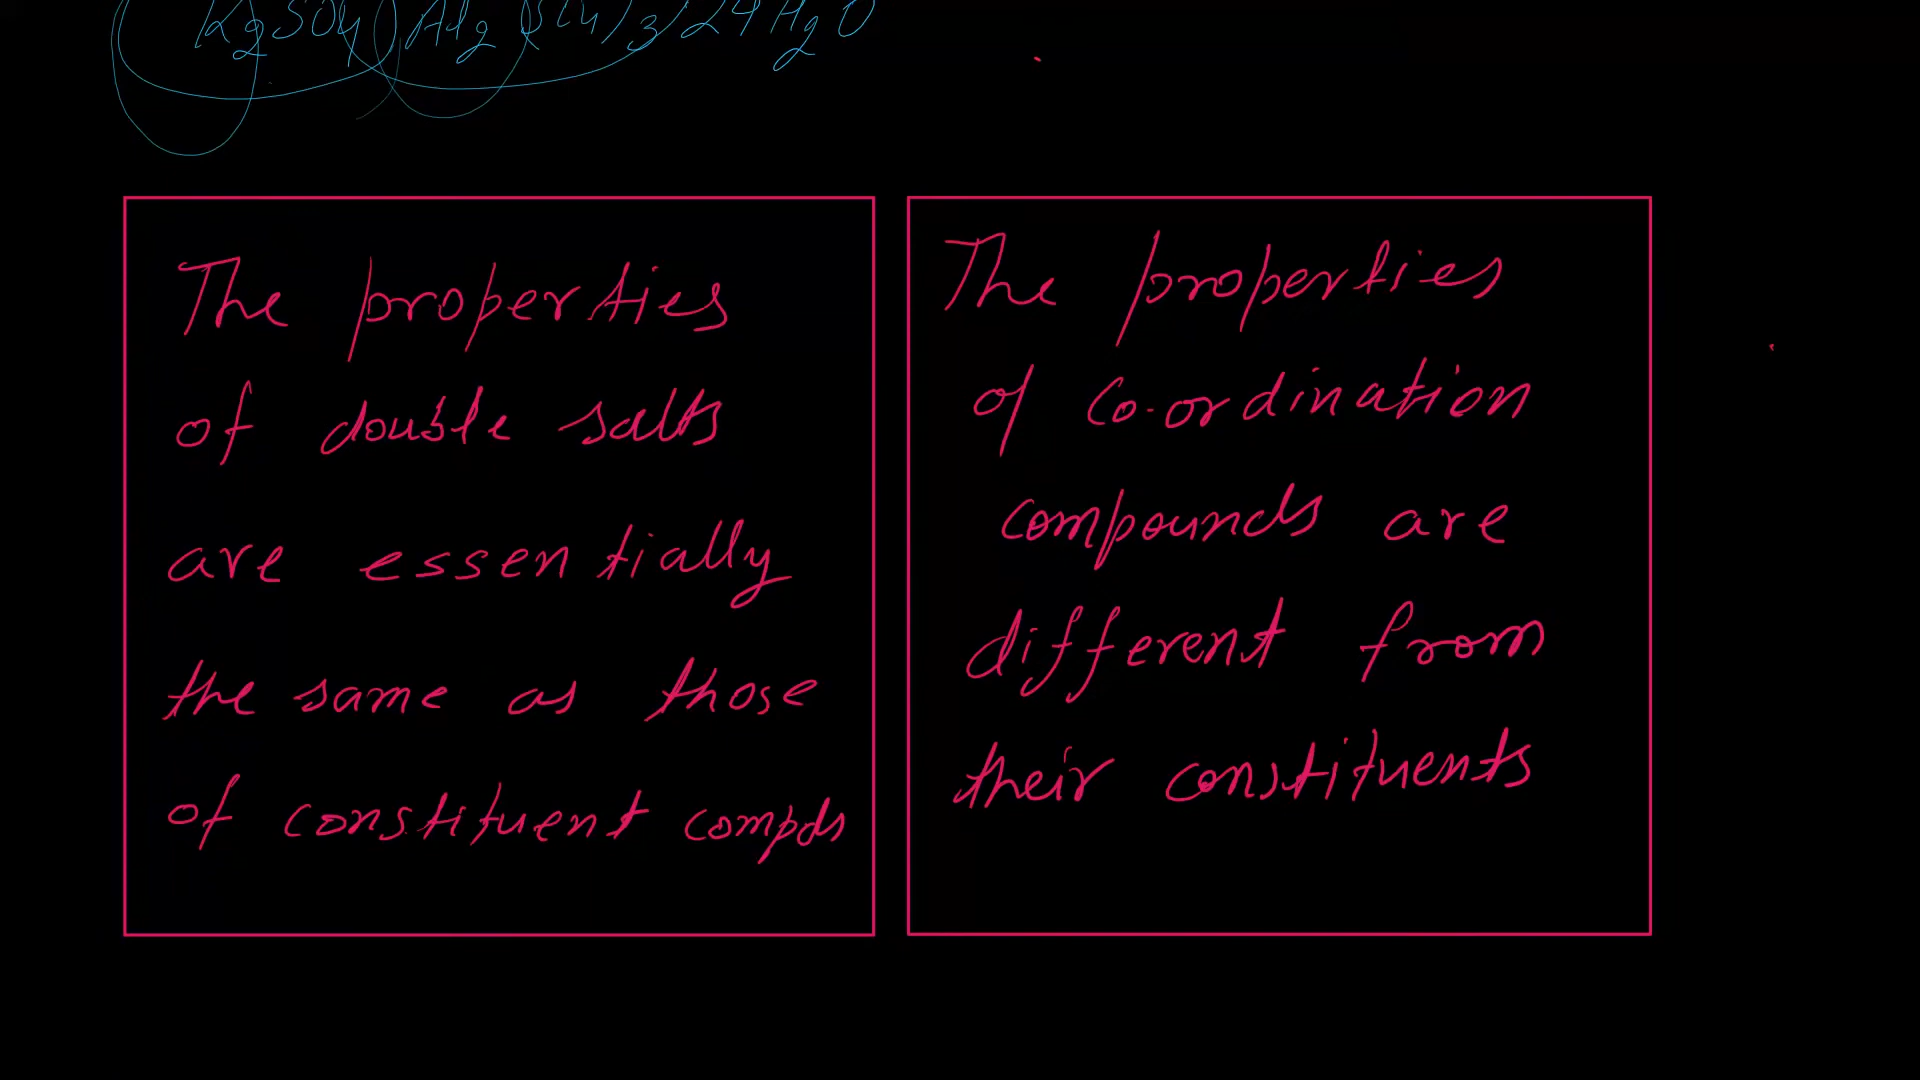 K2SO4 Al2(SO4)3 24H2O
The properties
of double salts
are essentially
the same as those
of constituent compds
The properties
of co-ordination
compounds are
different from
their constituents